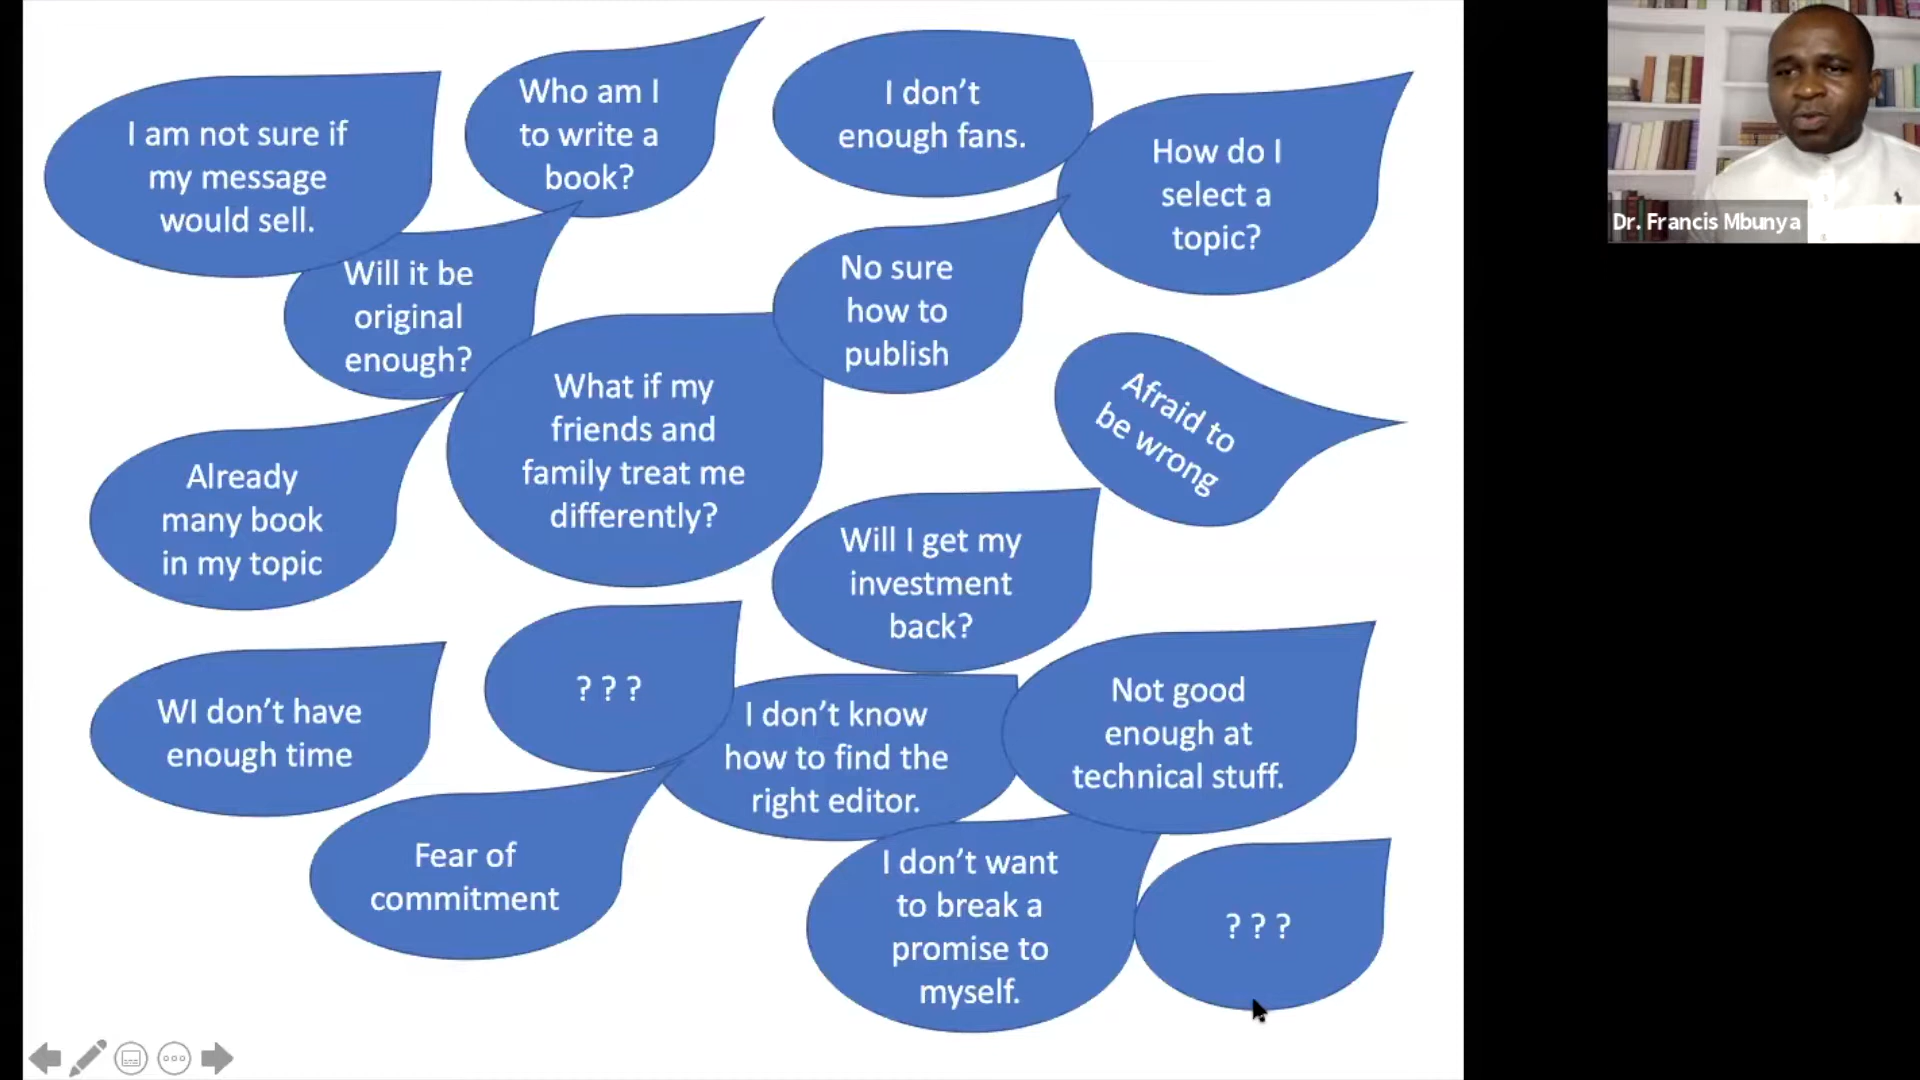 I am not sure if
my message
would sell.
Who am I
to write a
book?
I don't
enough fans.
How do I
select a
topic?
Will it be
original
enough?
No sure
how to
publish
What if my
friends and
family treat me
differently?
Afraid to
be wrong
Already
many book
in my topic
Will I get my
investment
back?
WI don't have
enough time
? ? ?
I don't know
how to find the
right editor.
Not good
enough at
technical stuff.
Fear of
commitment
I don't want
to break a
promise to
myself.
? ? ?
Dr. Francis Mbunya